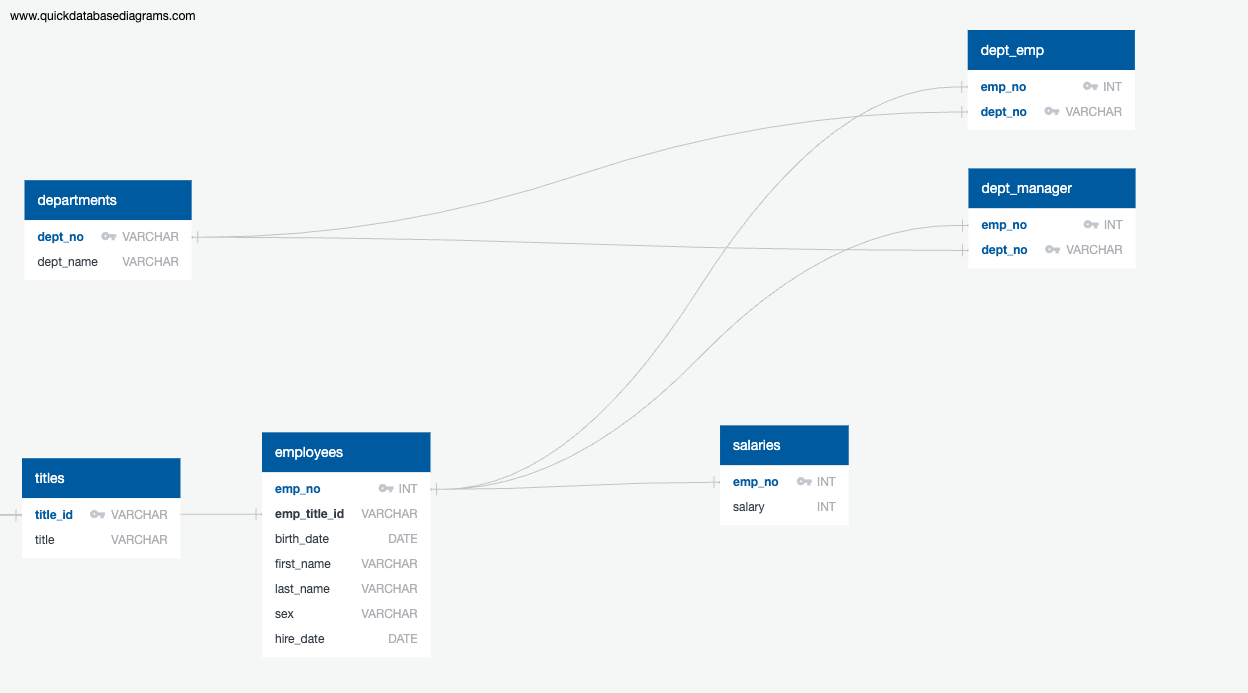 www.quickdatabasediagrams.com
dept_emp
emp_no INT
dept_no VARCHAR
dept_manager
emp_no INT
dept_no VARCHAR
departments
dept_no VARCHAR
dept_name VARCHAR
titles
title_id VARCHAR
title VARCHAR
employees
emp_no INT
emp_title_id VARCHAR
birth_date DATE
first_name VARCHAR
last_name VARCHAR
sex VARCHAR
hire_date DATE
salaries
emp_no INT
salary INT